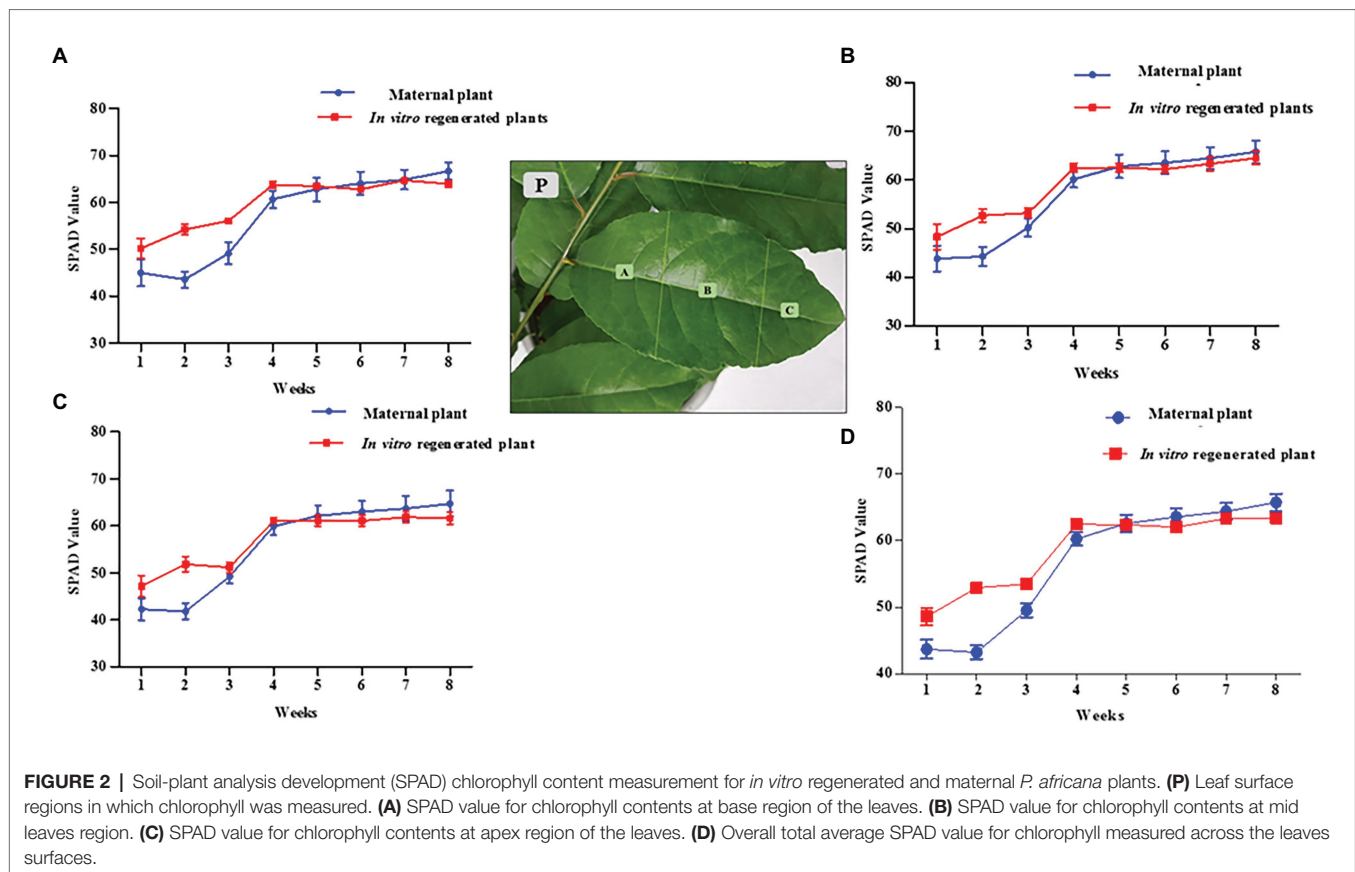 A
Maternal plant
In vitro regenerated plants
80
70
60
50
40
30
SPAD Value
1 2 3 4 5 6 7 8
Weeks
B
Maternal plant
In vitro regenerated plants
80
70
60
50
40
30
SPAD Value
1 2 3 4 5 6 7 8
Weeks
P
A
B
C
C
Maternal plant
In vitro regenerated plant
80
70
60
50
40
30
SPAD Value
1 2 3 4 5 6 7 8
Weeks
D
Maternal plant
In vitro regenerated plant
80
70
60
50
40
SPAD Value
1 2 3 4 5 6 7 8
Weeks
FIGURE 2 | Soil-plant analysis development (SPAD) chlorophyll content measurement for in vitro regenerated and maternal P. africana plants. (P) Leaf surface
regions in which chlorophyll was measured. (A) SPAD value for chlorophyll contents at base region of the leaves. (B) SPAD value for chlorophyll contents at mid
leaves region. (C) SPAD value for chlorophyll contents at apex region of the leaves. (D) Overall total average SPAD value for chlorophyll measured across the leaves
surfaces.